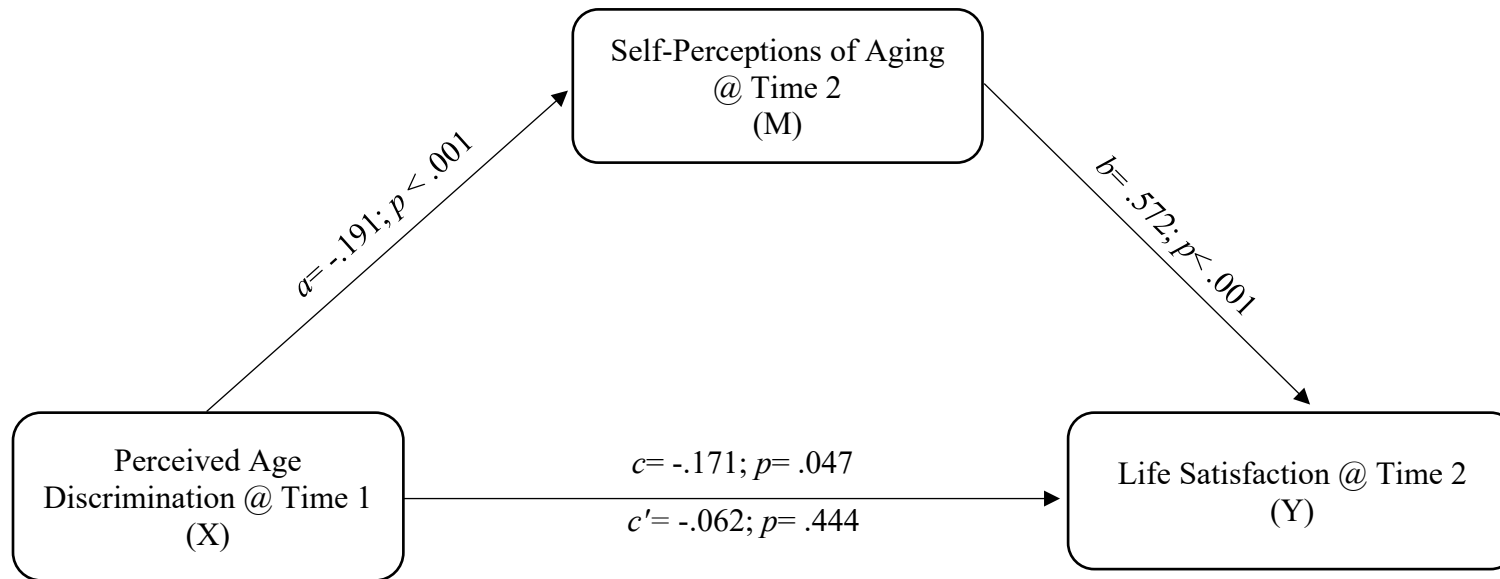 Self-Perceptions of Aging
@ Time 2
(M)
a= -.191; p < .001
b= .572; p< .001
Perceived Age
Discrimination @ Time 1
(X)
c= -.171; p= .047
c'= -.062; p= .444
Life Satisfaction @ Time 2
(Y)